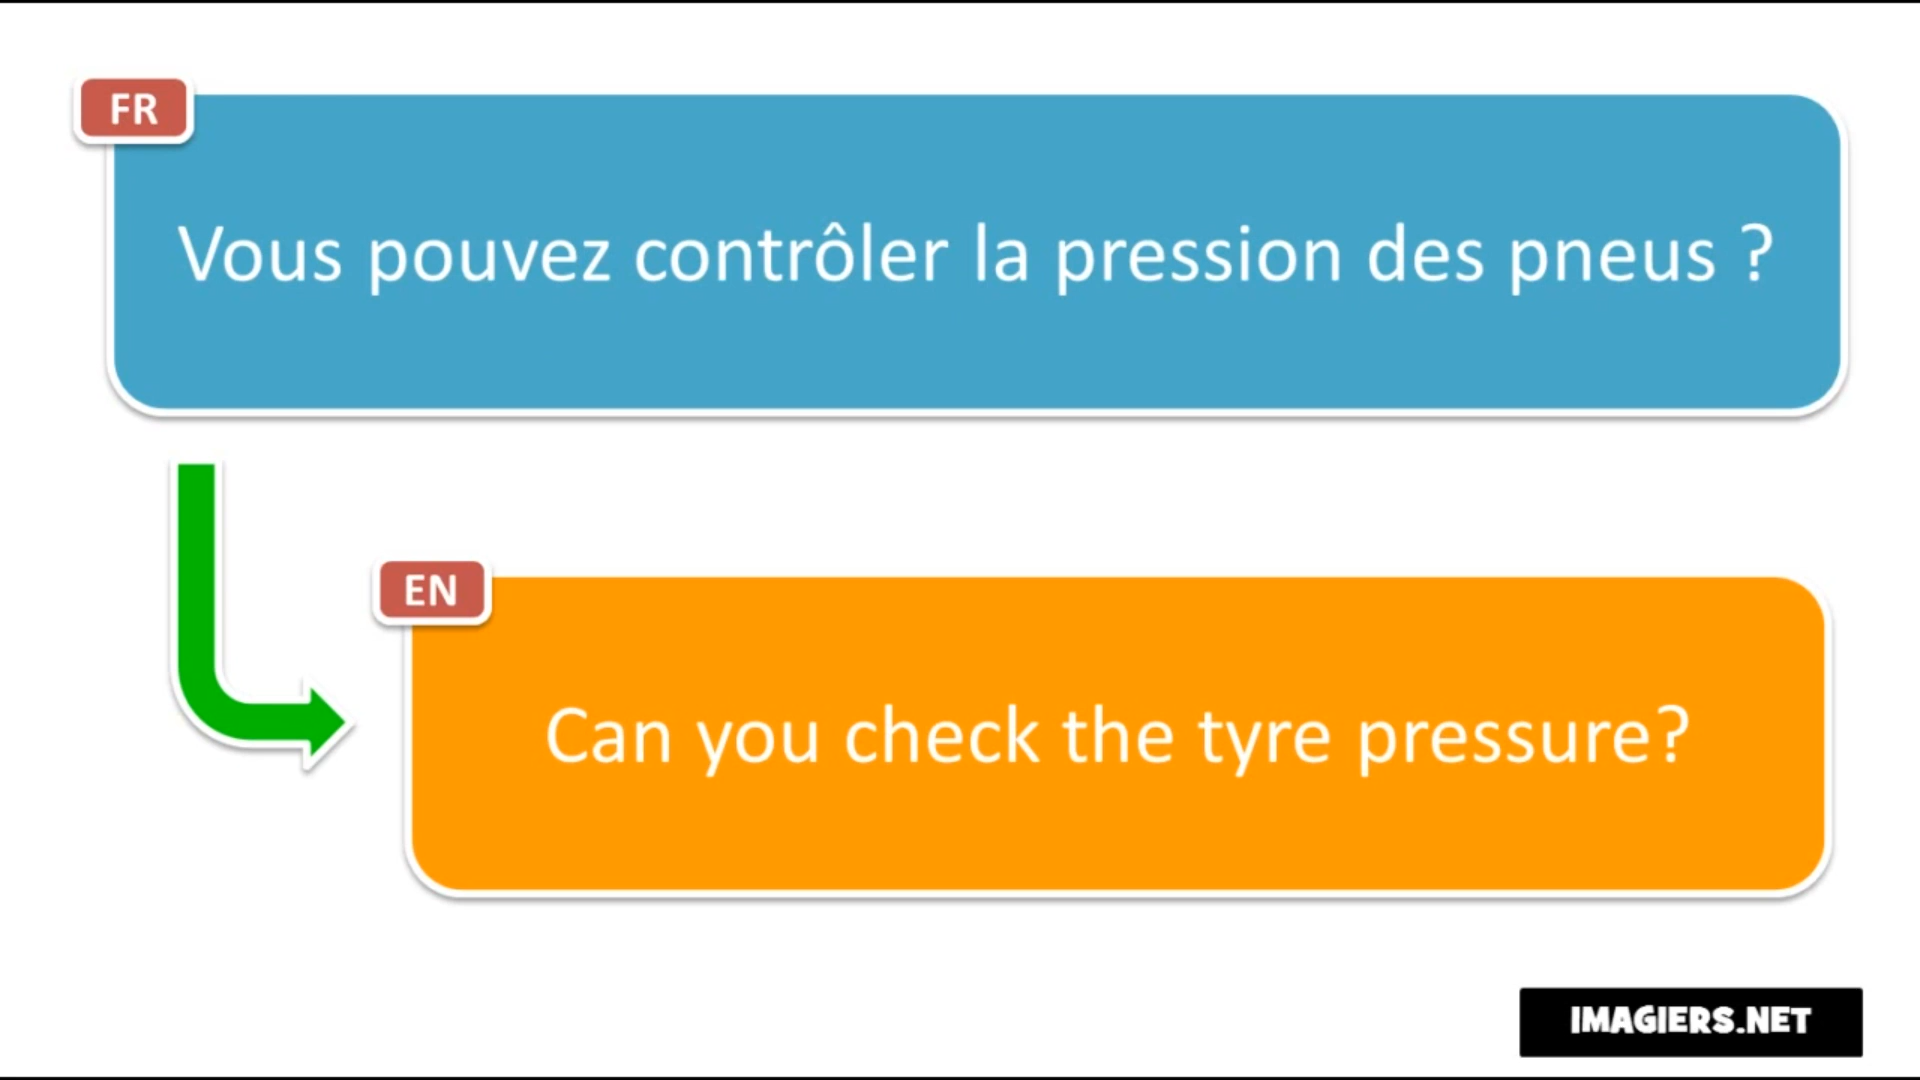 FR
Vous pouvez contrôler la pression des pneus ?
EN
Can you check the tyre pressure?
IMAGIERS.NET